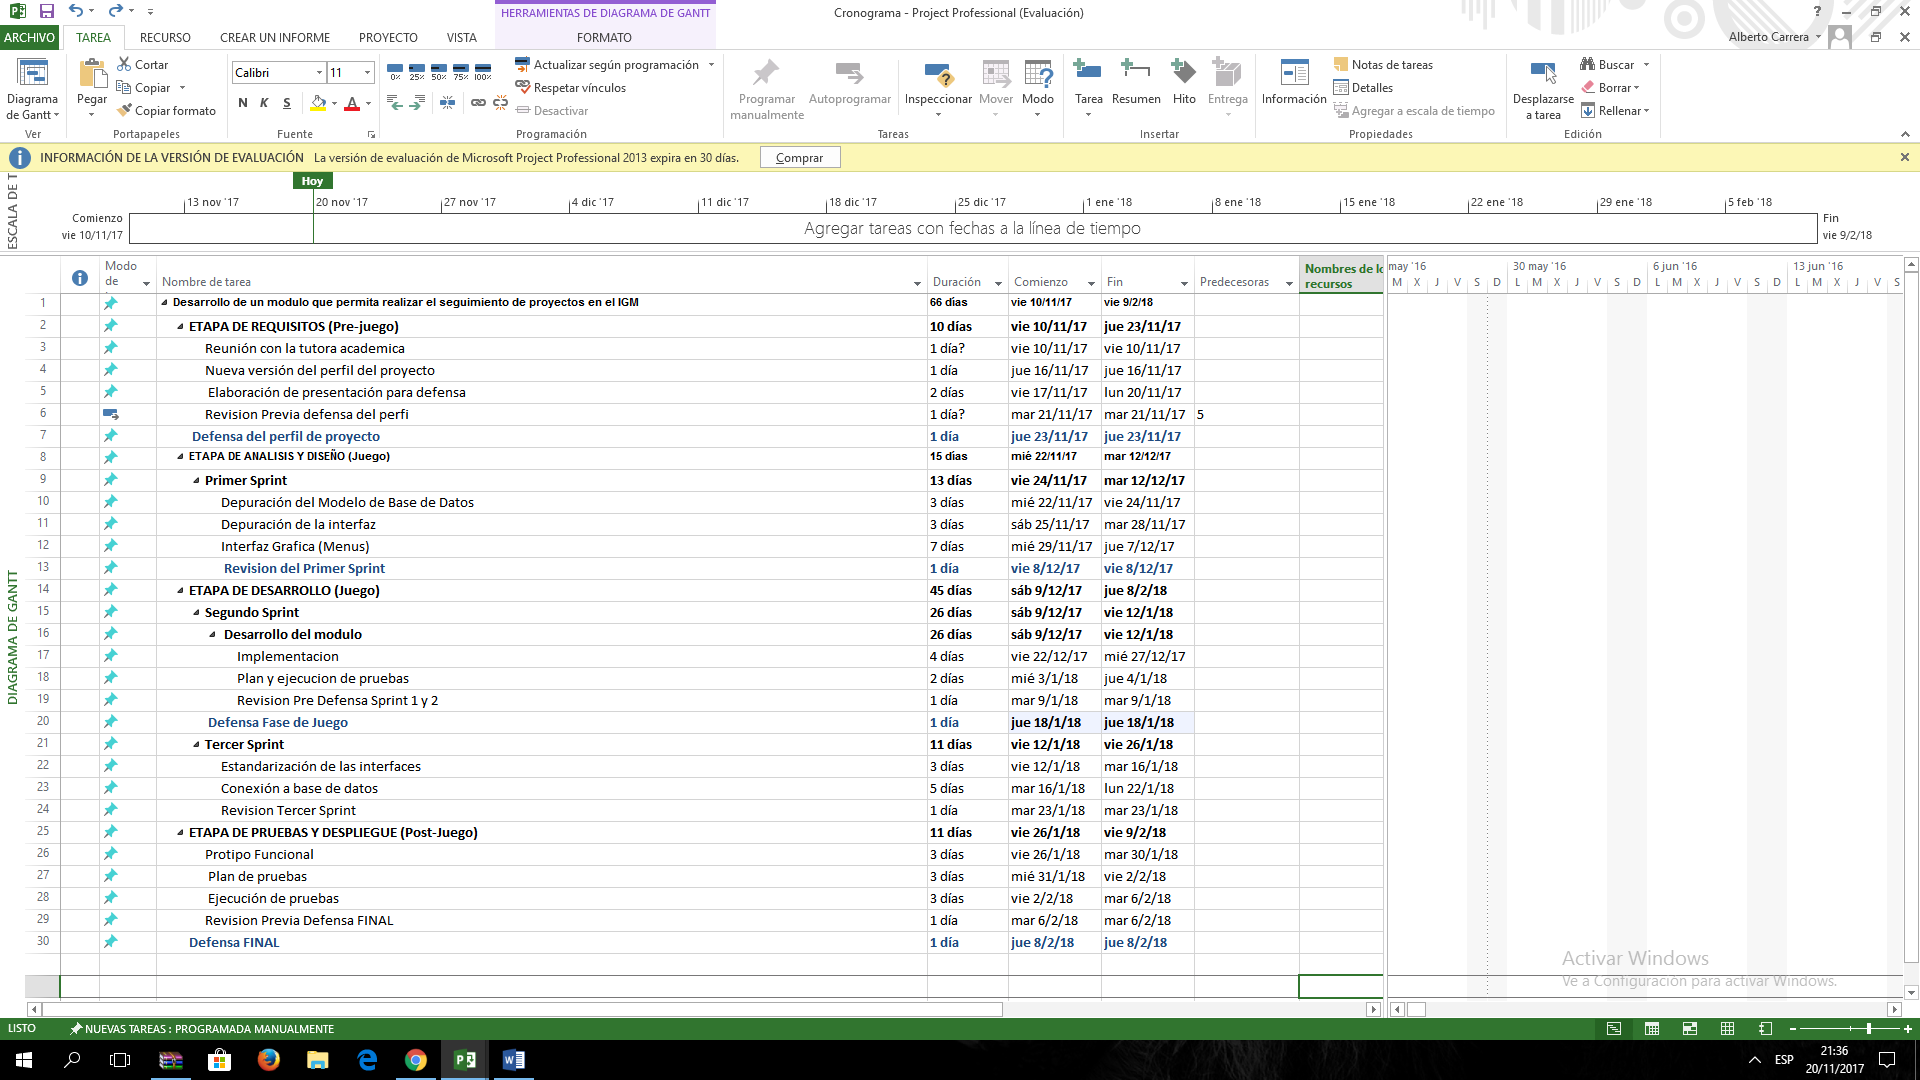 HERRAMIENTAS DE DIAGRAMA DE GANTT
Cronograma - Project Professional (Evaluación)
ARCHIVO TAREA RECURSO CREAR UN INFORME PROYECTO VISTA FORMATO
Alberto Carrera
Diagrama de Gantt
Ver
Pegar
Cortar
Copiar
Copiar formato
Portapapeles
Calibri 11
N K S
Fuente
0% 25% 50% 75% 100%
Actualizar según programación
Respetar vínculos
Desactivar
Programación
Programar manualmente
Autoprogramar
Inspeccionar
Mover
Modo
Tareas
Tarea
Resumen
Hito
Entrega
Insertar
Información
Notas de tareas
Detalles
Agregar a escala de tiempo
Propiedades
Desplazarse a tarea
Buscar
Borrar
Rellenar
Edición
INFORMACIÓN DE LA VERSIÓN DE EVALUACIÓN La versión de evaluación de Microsoft Project Professional 2013 expira en 30 días. Comprar
ESCALA DE T
Hoy
13 nov '17 20 nov '17 27 nov '17 4 dic '17 11 dic '17 18 dic '17 25 dic '17 1 ene '18 8 ene '18 15 ene '18 22 ene '18 29 ene '18 5 feb '18
Comienzo
vie 10/11/17
Agregar tareas con fechas a la línea de tiempo
Fin
vie 9/2/18
DIAGRAMA DE GANTT
Modo de Nombre de tarea Duración Comienzo Fin Predecesoras Nombres de lo recursos
may '16 30 may '16 6 jun '16 13 jun '16
M X J V S D L M X J V S D L M X J V S D L M X J V S
1 Desarrollo de un modulo que permita realizar el seguimiento de proyectos en el IGM 66 días vie 10/11/17 vie 9/2/18
2 ETAPA DE REQUISITOS (Pre-juego) 10 días vie 10/11/17 jue 23/11/17
3 Reunión con la tutora academica 1 día? vie 10/11/17 vie 10/11/17
4 Nueva versión del perfil del proyecto 1 día jue 16/11/17 jue 16/11/17
5 Elaboración de presentación para defensa 2 días vie 17/11/17 lun 20/11/17
6 Revision Previa defensa del perfi 1 día? mar 21/11/17 mar 21/11/17 5
7 Defensa del perfil de proyecto 1 día jue 23/11/17 jue 23/11/17
8 ETAPA DE ANALISIS Y DISEÑO (Juego) 15 días mié 22/11/17 mar 12/12/17
9 Primer Sprint 13 días vie 24/11/17 mar 12/12/17
10 Depuración del Modelo de Base de Datos 3 días mié 22/11/17 vie 24/11/17
11 Depuración de la interfaz 3 días sáb 25/11/17 mar 28/11/17
12 Interfaz Grafica (Menus) 7 días mié 29/11/17 jue 7/12/17
13 Revision del Primer Sprint 1 día vie 8/12/17 vie 8/12/17
14 ETAPA DE DESARROLLO (Juego) 45 días sáb 9/12/17 jue 8/2/18
15 Segundo Sprint 26 días sáb 9/12/17 vie 12/1/18
16 Desarrollo del modulo 26 días sáb 9/12/17 vie 12/1/18
17 Implementacion 4 días vie 22/12/17 mié 27/12/17
18 Plan y ejecucion de pruebas 2 días mié 3/1/18 jue 4/1/18
19 Revision Pre Defensa Sprint 1 y 2 1 día mar 9/1/18 mar 9/1/18
20 Defensa Fase de Juego 1 día jue 18/1/18 jue 18/1/18
21 Tercer Sprint 11 días vie 12/1/18 vie 26/1/18
22 Estandarización de las interfaces 3 días vie 12/1/18 mar 16/1/18
23 Conexión a base de datos 5 días mar 16/1/18 lun 22/1/18
24 Revision Tercer Sprint 1 día mar 23/1/18 mar 23/1/18
25 ETAPA DE PRUEBAS Y DESPLIEGUE (Post-Juego) 11 días vie 26/1/18 vie 9/2/18
26 Protipo Funcional 3 días vie 26/1/18 mar 30/1/18
27 Plan de pruebas 3 días mié 31/1/18 vie 2/2/18
28 Ejecución de pruebas 3 días vie 2/2/18 mar 6/2/18
29 Revision Previa Defensa FINAL 1 día mar 6/2/18 mar 6/2/18
30 Defensa FINAL 1 día jue 8/2/18 jue 8/2/18
Activar Windows
Ve a Configuración para activar Windows.
LISTO NUEVAS TAREAS : PROGRAMADA MANUALMENTE
ESP
21:36
20/11/2017